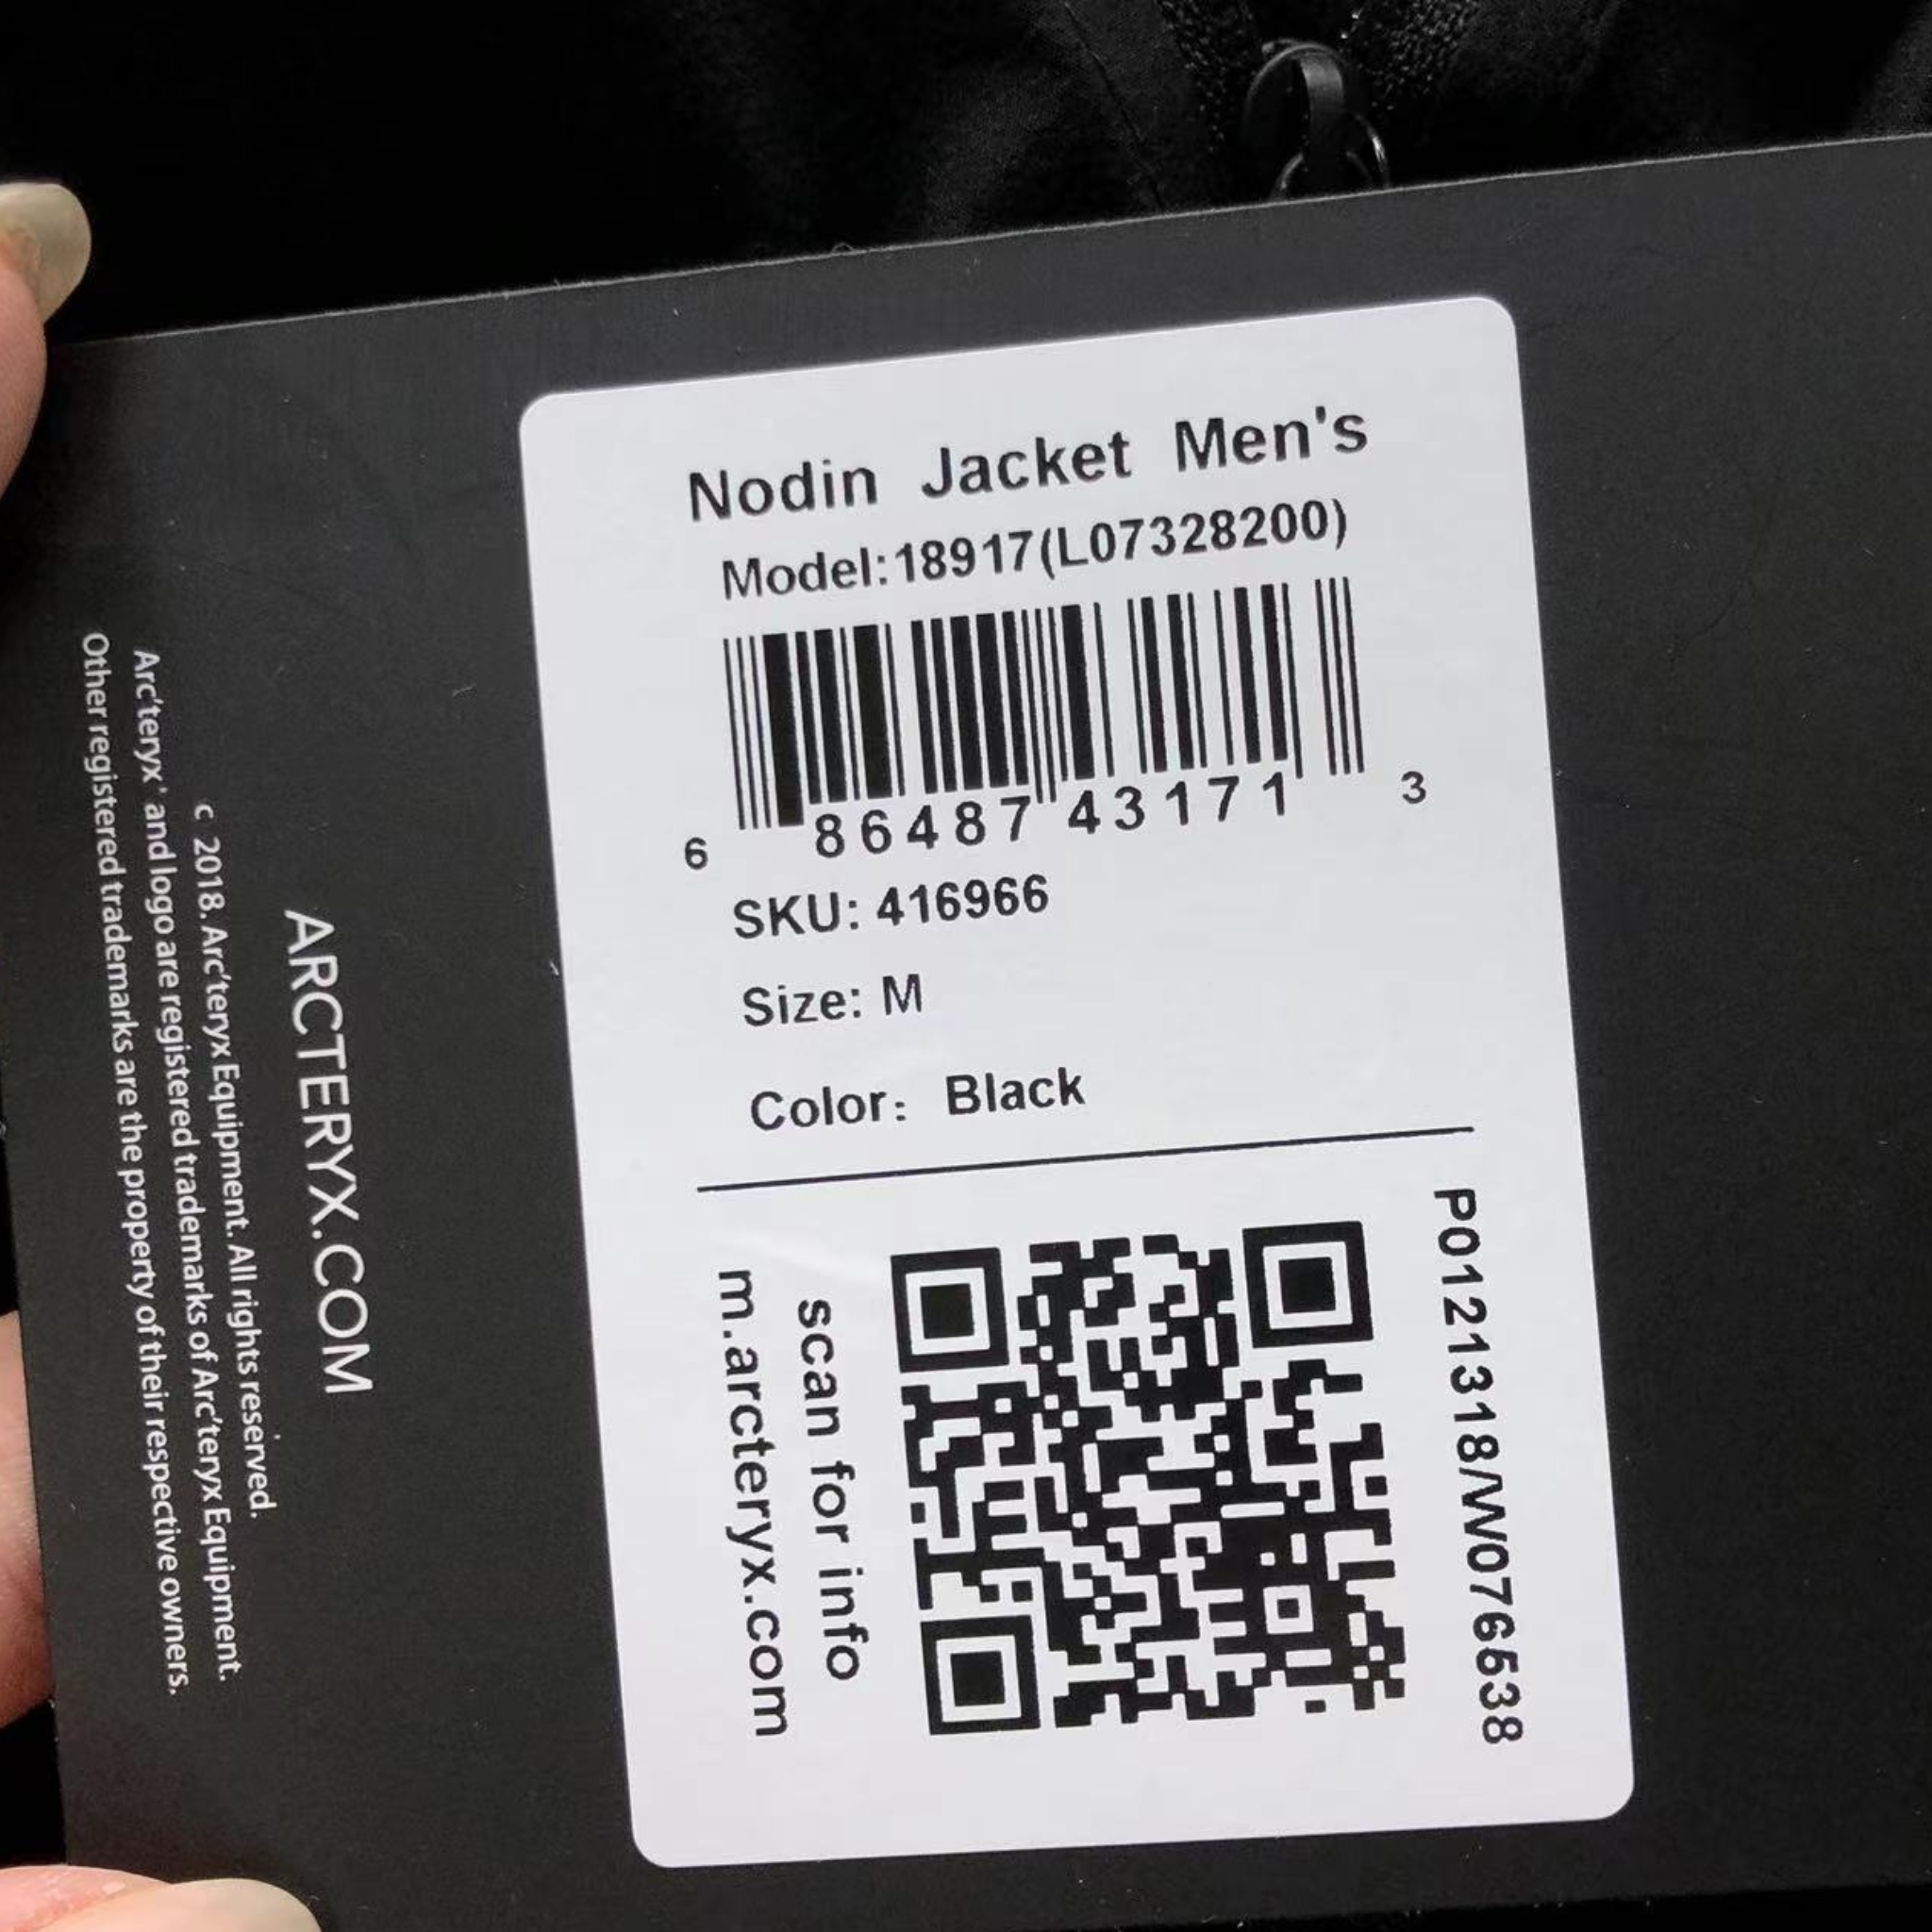 Nodin Jacket Men's
Model:18917(L07328200)
6 86487 43171 3
SKU: 416966
Size: M
Color: Black
P0121318/W076538
scan for info
m.arcteryx.com
ARCTERYX.COM
c 2018. Arc'teryx Equipment. All rights reserved.
Arc'teryx' and logo are registered trademarks of Arc'teryx Equipment.
Other registered trademarks are the property of their respective owners.